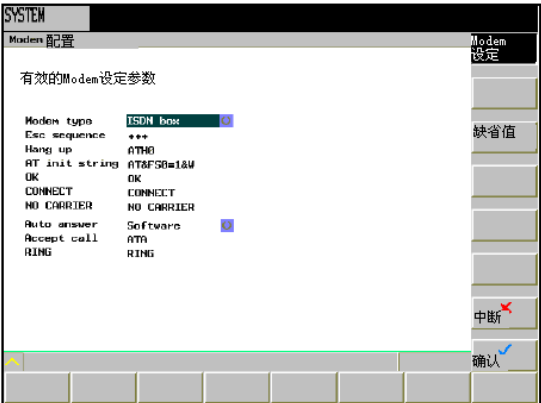 SYSTEM
Modem 配置
Modem
设定
有效的Modem设定参数
Modem type ISDN box
Esc sequence +++
缺省值
Hang up ATH0
AT init string AT&FS0=1&W
OK OK
CONNECT CONNECT
NO CARRIER NO CARRIER
Auto answer Software
Accept call ATA
RING RING
中断
确认